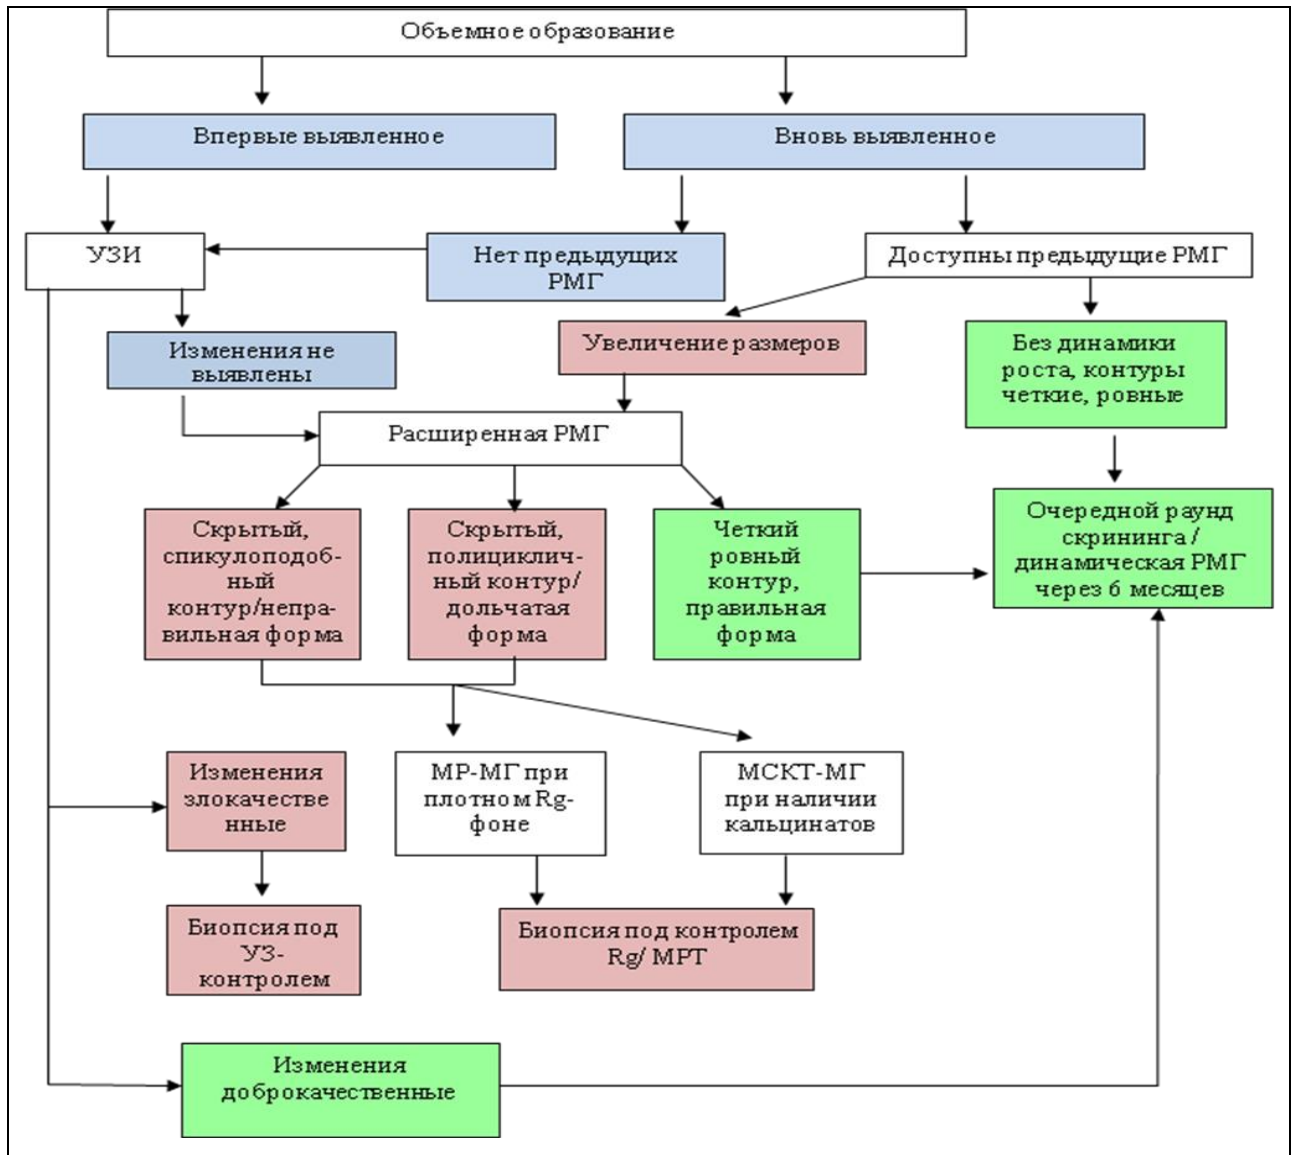 Объемное образование
Впервые выявленное
Вновь выявленное
УЗИ
Нет предыдущих
РМГ
Доступны предыдущие РМГ
Изменения не
выявлены
Увеличение размеров
Без динамики
роста, контуры
четкие, ровные
Расширенная РМГ
Скрытый,
спикулоподоб-
ный
контур/непра-
вильная форма
Скрытый,
полициклич-
ный контур/
дольчатая
форма
Четкий
ровный
контур,
правильная
форма
Очередной раунд
скрининга /
динамическая РМГ
через 6 месяцев
Изменения
злокачестве
нные
МР-МГ при
плотном Rg-
фоне
МСКТ-МГ
при наличии
кальцинатов
Биопсия под
УЗ-
контролем
Биопсия под контролем
Rg/ МРТ
Изменения
доброкачественные